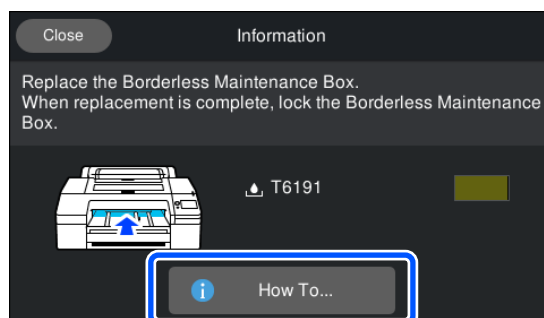 Close
Information
Replace the Borderless Maintenance Box.
When replacement is complete, lock the Borderless Maintenance
Box.
T6191
How To...